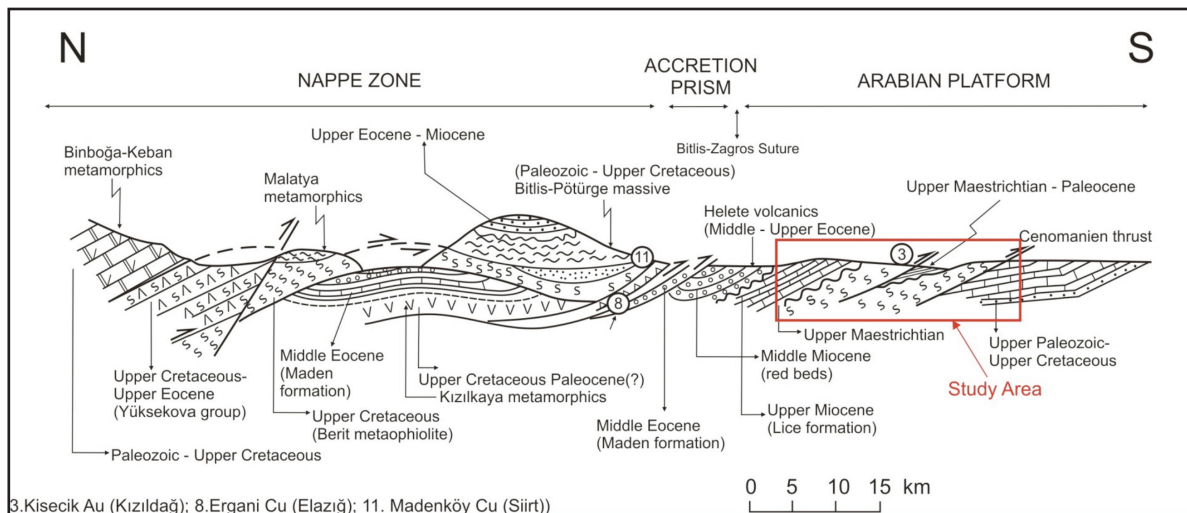 N
S
NAPPE ZONE
ACCRETION
PRISM
ARABIAN PLATFORM
Bitlis-Zagros Suture
Upper Eocene - Miocene
Binboğa-Keban
metamorphics
Malatya
metamorphics
(Paleozoic - Upper Cretaceous)
Bitlis-Pötürge massive
Helete volcanics
(Middle - Upper Eocene)
Upper Maestrichtian - Paleocene
Cenomanien thrust
3
11
8
Upper Cretaceous-
Upper Eocene
(Yüksekova group)
Middle Eocene
(Maden
formation)
Upper Cretaceous
(Berit metaophiolite)
Upper Cretaceous Paleocene(?)
Kızılkaya metamorphics
Middle Eocene
(Maden formation)
Upper Maestrichtian
Middle Miocene
(red beds)
Upper Miocene
(Lice formation)
Upper Paleozoic-
Upper Cretaceous
Study Area
Paleozoic - Upper Cretaceous
3.Kisecik Au (Kızıldağ); 8.Ergani Cu (Elazığ); 11. Madenköy Cu (Siirt))
0 5 10 15 km